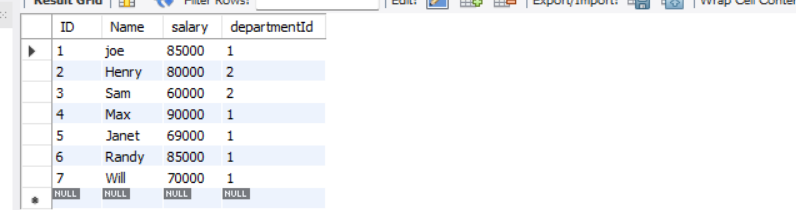 Result Grid | Filter Rows: | Edit: | Export/Import: | Wrap Cell Conten
ID Name salary departmentId
1 joe 85000 1
2 Henry 80000 2
3 Sam 60000 2
4 Max 90000 1
5 Janet 69000 1
6 Randy 85000 1
7 Will 70000 1
NULL NULL NULL NULL